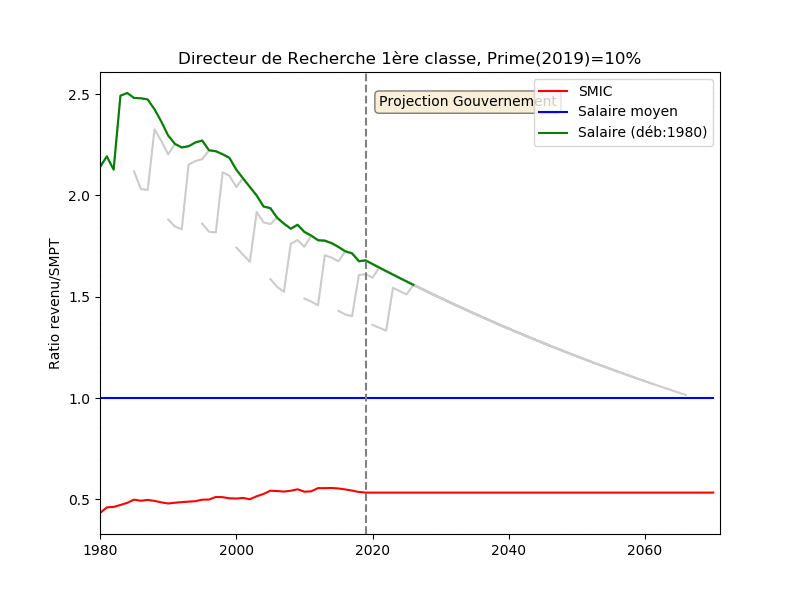 Directeur de Recherche 1ère classe, Prime(2019)=10%
Ratio revenu/SMPT
2.5
2.0
1.5
1.0
0.5
Projection Gouvernement
SMIC
Salaire moyen
Salaire (déb:1980)
1980
2000
2020
2040
2060